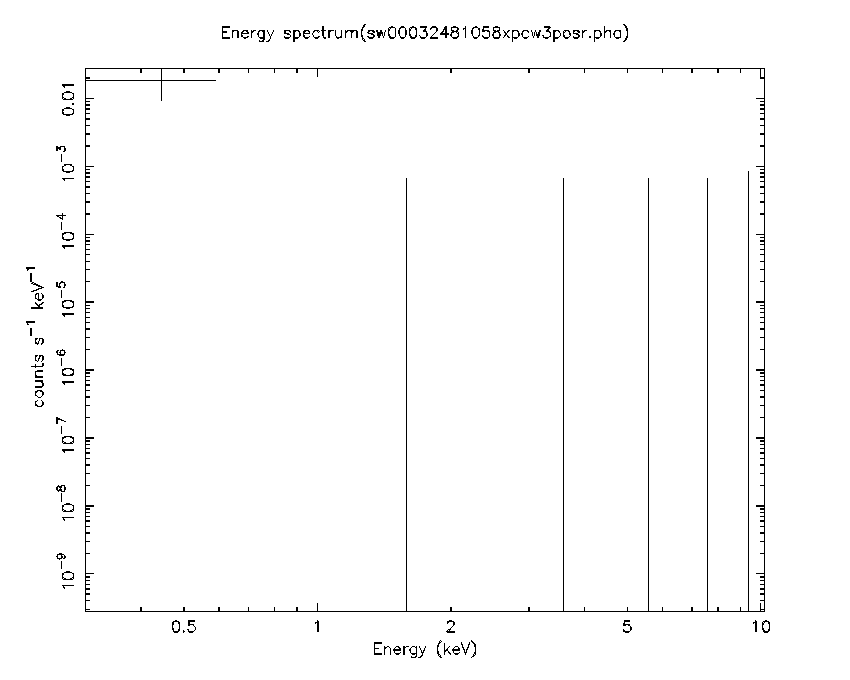 Energy spectrum(sw00032481058xpcw3posr.pha)
counts s⁻¹ keV⁻¹
0.01
10⁻³
10⁻⁴
10⁻⁵
10⁻⁶
10⁻⁷
10⁻⁸
10⁻⁹
0.5 1 2 5 10
Energy (keV)